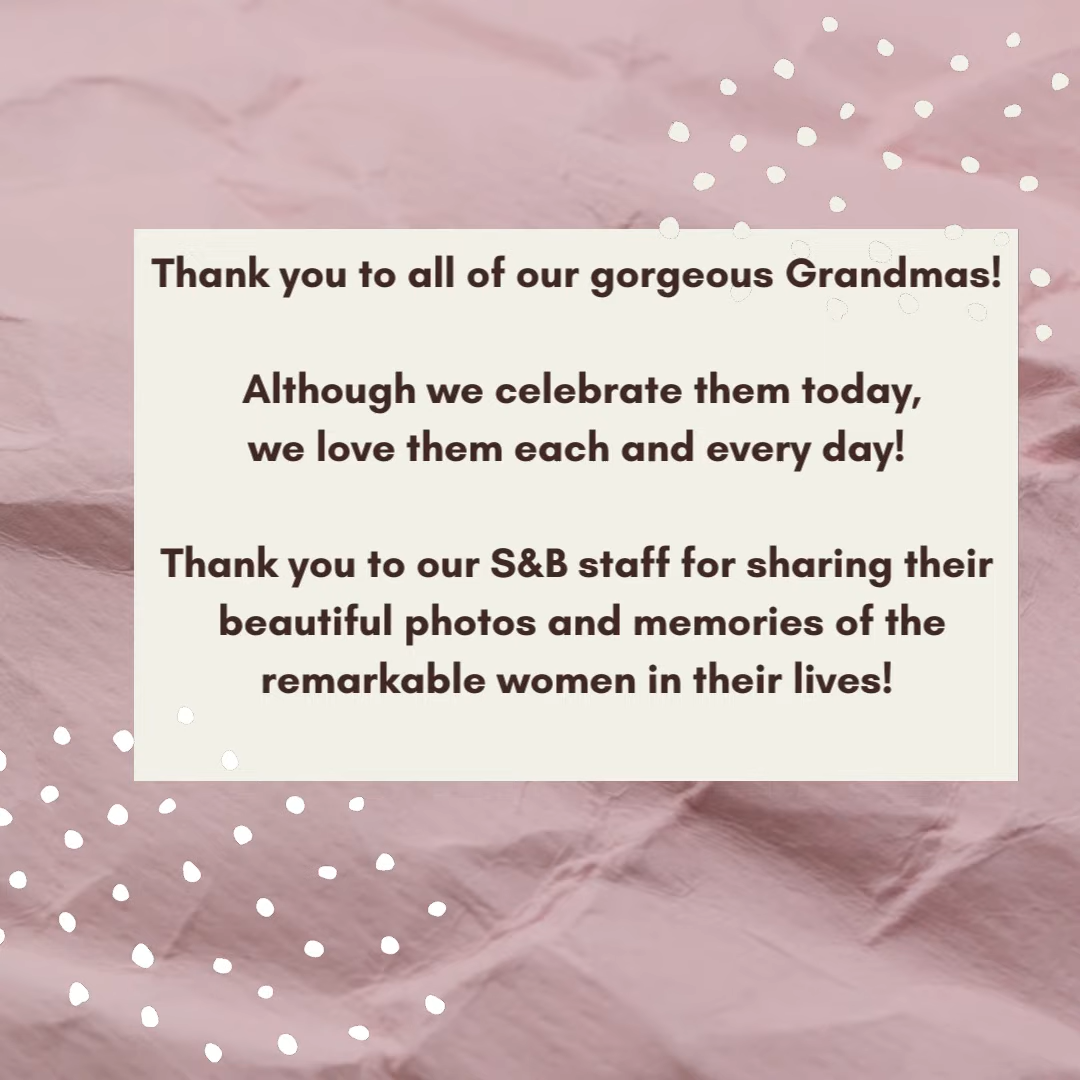 Thank you to all of our gorgeous Grandmas!
Although we celebrate them today,
we love them each and every day!
Thank you to our S&B staff for sharing their
beautiful photos and memories of the
remarkable women in their lives!